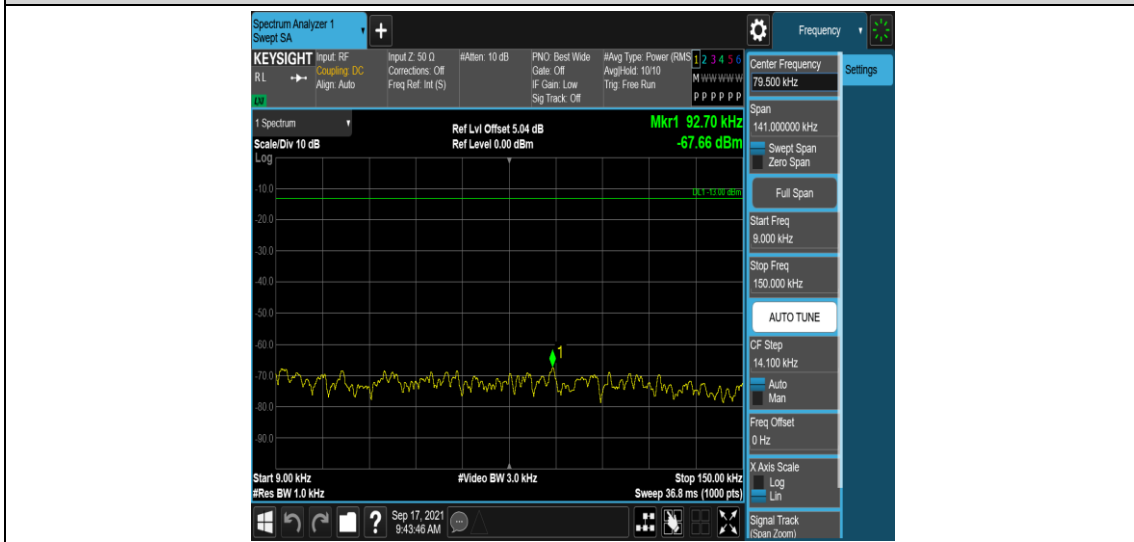 Spectrum Analyzer 1
Swept SA
+
Frequency
KEYSIGHT
RL
LXI
Input: RF
Coupling: DC
Align: Auto
Input Z: 50 Ω
Corrections: Off
Freq Ref: Int (S)
#Atten: 10 dB
PNO: Best Wide
Gate: Off
IF Gain: Low
Sig Track: Off
#Avg Type: Power (RMS
Avg|Hold: 10/10
Trig: Free Run
1 2 3 4 5 6
M W W W W W
P P P P P P
Center Frequency
79.500 kHz
Settings
1 Spectrum
Scale/Div 10 dB
Ref Lvl Offset 5.04 dB
Ref Level 0.00 dBm
Mkr1 92.70 kHz
-67.66 dBm
Log
DL1 -13.00 dBm
-10.0
-20.0
-30.0
-40.0
-50.0
-60.0
-70.0
-80.0
-90.0
1
Start 9.00 kHz
#Res BW 1.0 kHz
#Video BW 3.0 kHz
Stop 150.00 kHz
Sweep 36.8 ms (1000 pts)
Span
141.000000 kHz
Swept Span
Zero Span
Full Span
Start Freq
9.000 kHz
Stop Freq
150.000 kHz
AUTO TUNE
CF Step
14.100 kHz
Auto
Man
Freq Offset
0 Hz
X Axis Scale
Log
Lin
Signal Track
(Span Zoom)
?
Sep 17, 2021
9:43:46 AM